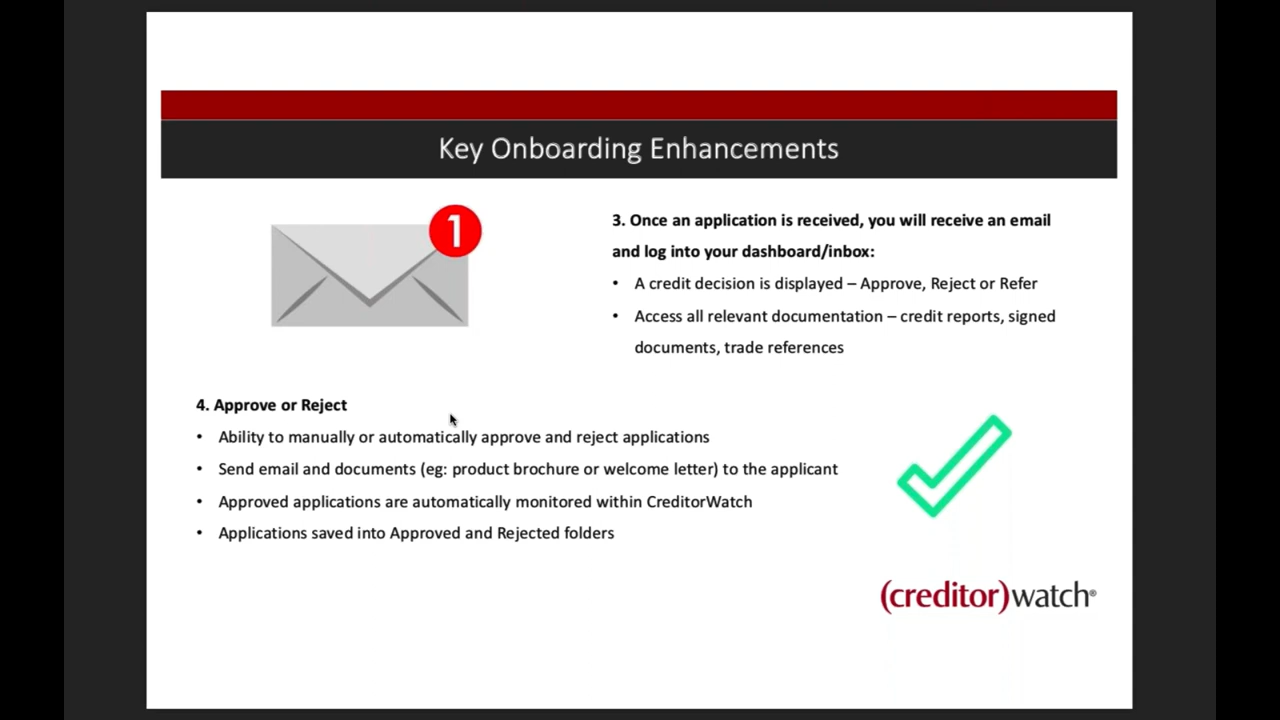 Key Onboarding Enhancements
1
3. Once an application is received, you will receive an email
and log into your dashboard/inbox:
• A credit decision is displayed – Approve, Reject or Refer
• Access all relevant documentation – credit reports, signed
documents, trade references
4. Approve or Reject
• Ability to manually or automatically approve and reject applications
• Send email and documents (eg: product brochure or welcome letter) to the applicant
• Approved applications are automatically monitored within CreditorWatch
• Applications saved into Approved and Rejected folders
(creditor)watch®